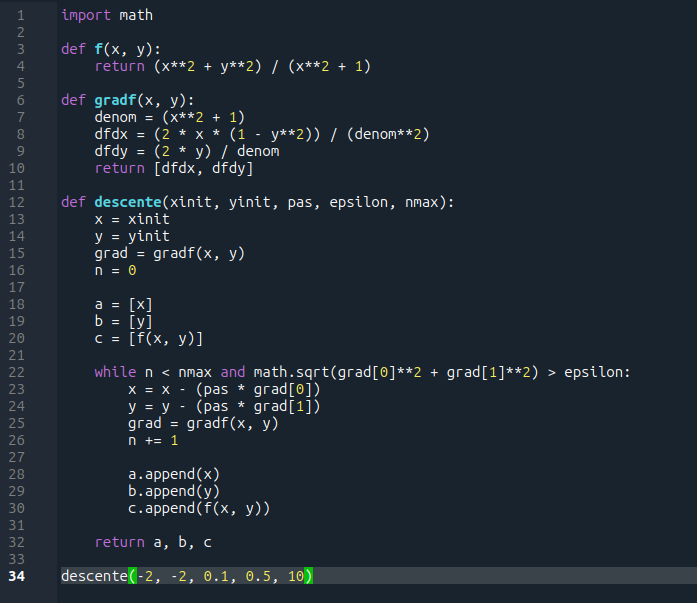 1 import math
2
3 def f(x, y):
4     return (x**2 + y**2) / (x**2 + 1)
5
6 def gradf(x, y):
7     denom = (x**2 + 1)
8     dfdx = (2 * x * (1 - y**2)) / (denom**2)
9     dfdy = (2 * y) / denom
10     return [dfdx, dfdy]
11
12 def descente(xinit, yinit, pas, epsilon, nmax):
13     x = xinit
14     y = yinit
15     grad = gradf(x, y)
16     n = 0
17
18     a = [x]
19     b = [y]
20     c = [f(x, y)]
21
22     while n < nmax and math.sqrt(grad[0]**2 + grad[1]**2) > epsilon:
23         x = x - (pas * grad[0])
24         y = y - (pas * grad[1])
25         grad = gradf(x, y)
26         n += 1
27
28         a.append(x)
29         b.append(y)
30         c.append(f(x, y))
31
32     return a, b, c
33
34 descente(-2, -2, 0.1, 0.5, 10)